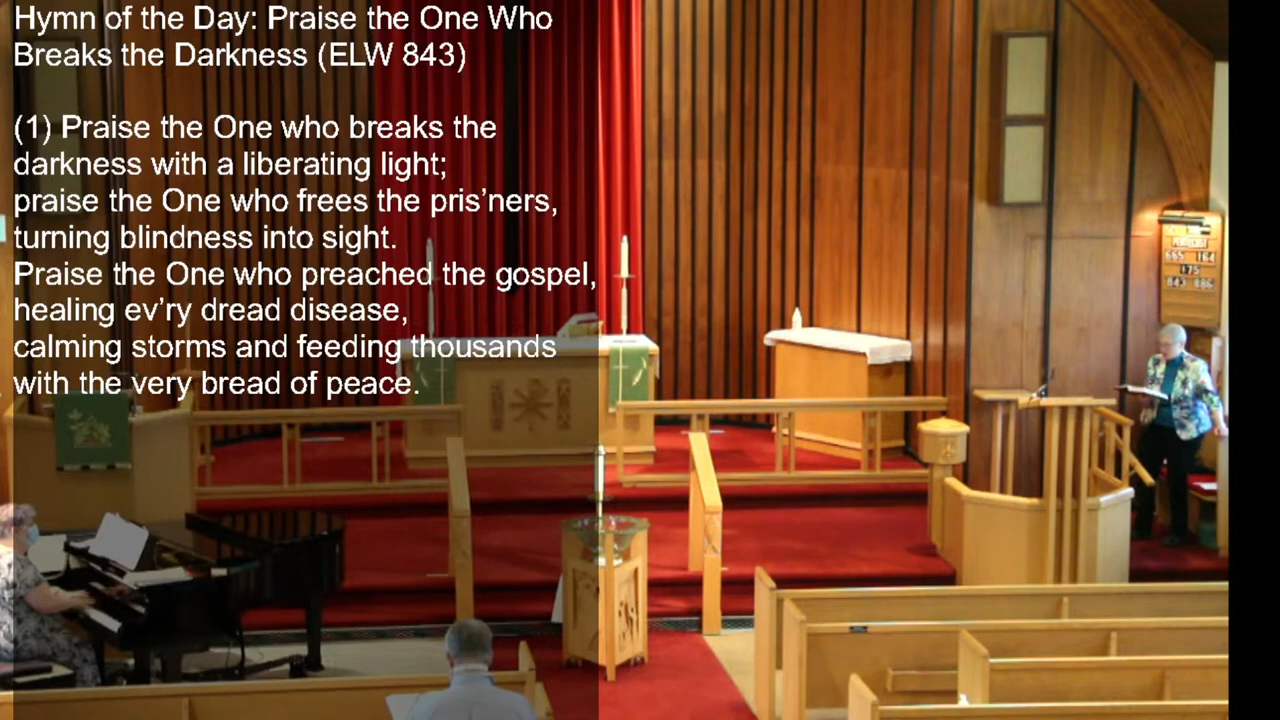 Hymn of the Day: Praise the One Who
Breaks the Darkness (ELW 843)
(1) Praise the One who breaks the
darkness with a liberating light;
praise the One who frees the pris’ners,
turning blindness into sight.
Praise the One who preached the gospel,
healing ev’ry dread disease,
calming storms and feeding thousands
with the very bread of peace.
PENTECOST
665 164
175
843 886